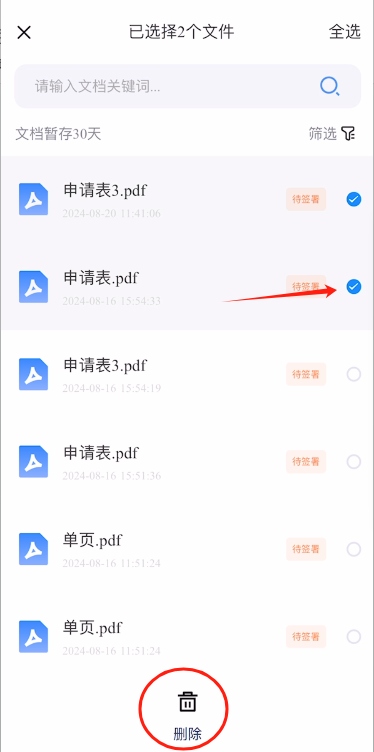 已选择2个文件
全选
请输入文档关键词...
文档暂存30天
筛选
申请表3.pdf
待签署
2024-08-20 11:41:06
申请表.pdf
待签署
2024-08-16 15:54:33
申请表3.pdf
待签署
2024-08-16 15:54:19
申请表.pdf
待签署
2024-08-16 15:51:36
单页.pdf
待签署
2024-08-16 11:51:24
单页.pdf
待签署
2024-08-16 11:51:24
删除